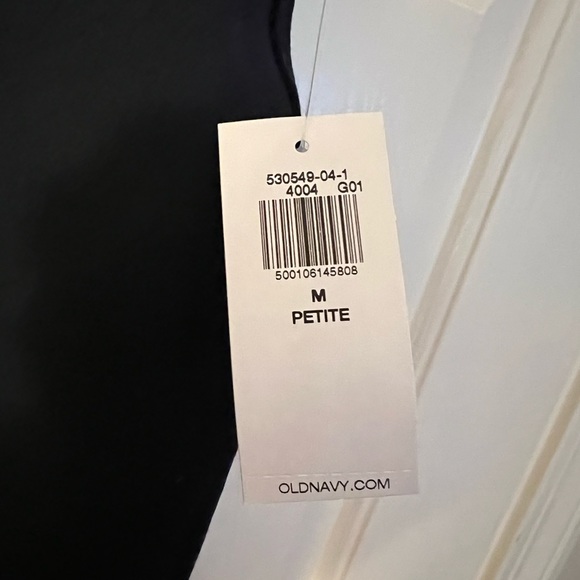 530549-04-1
4004 G01
500106145808
M
PETITE
OLDNAVY.COM